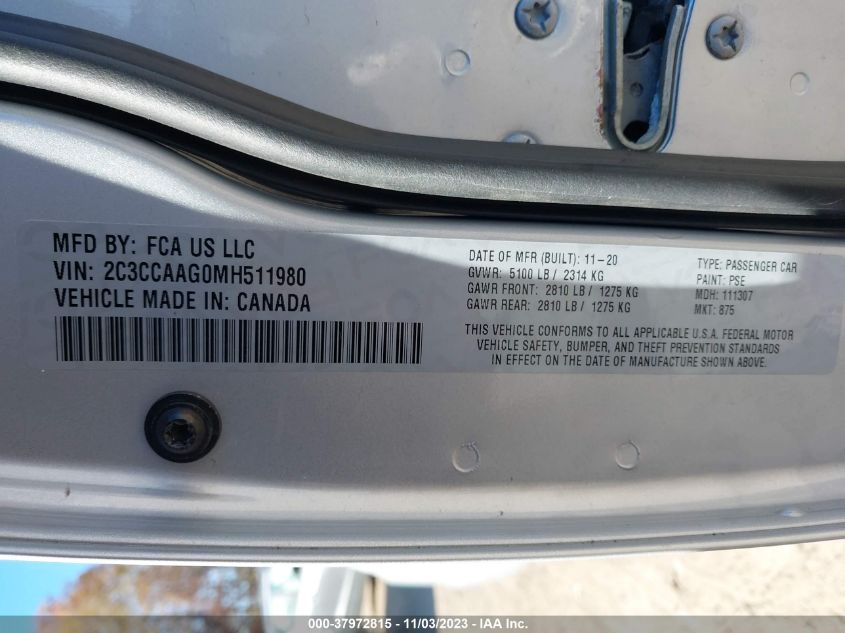 MFD BY: FCA US LLC
VIN: 2C3CCAAG0MH511980
VEHICLE MADE IN: CANADA
DATE OF MFR (BUILT): 11-20
GVWR: 5100 LB / 2314 KG
GAWR FRONT: 2810 LB / 1275 KG
GAWR REAR: 2810 LB / 1275 KG
TYPE: PASSENGER CAR
PAINT: PSE
MDH: 111307
MKT: 875
THIS VEHICLE CONFORMS TO ALL APPLICABLE U.S.A. FEDERAL MOTOR
VEHICLE SAFETY, BUMPER, AND THEFT PREVENTION STANDARDS
IN EFFECT ON THE DATE OF MANUFACTURE SHOWN ABOVE.
000-37972815 - 11/03/2023 - IAA Inc.